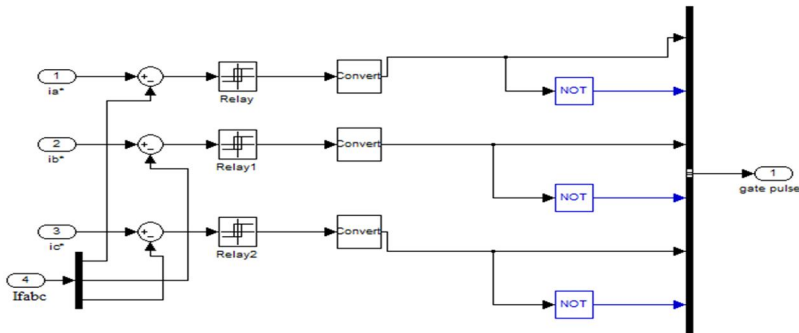 1
ia*
+
-
Relay
Convert
NOT
2
ib*
+
-
Relay1
Convert
NOT
1
gate pulse
3
ic*
+
-
Relay2
Convert
NOT
4
Ifabc